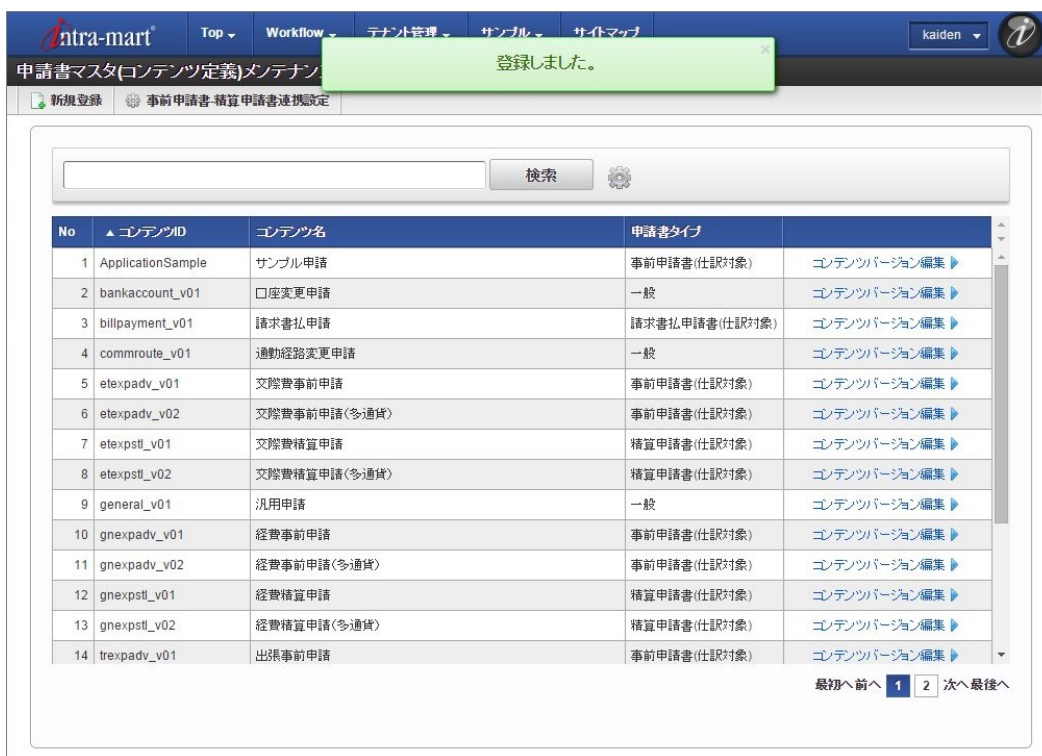 intra-mart® Top Workflow テナント管理 サンプル サイトマップ kaiden
登録しました。 ×
申請書マスタ(コンテンツ定義)メンテナン
新規登録 事前申請書-精算申請書連携設定
検索
No ▲ コンテンツID コンテンツ名 申請書タイプ
1 ApplicationSample サンプル申請 事前申請書(仕訳対象) コンテンツバージョン編集
2 bankaccount_v01 口座変更申請 一般 コンテンツバージョン編集
3 billpayment_v01 請求書払申請 請求書払申請書(仕訳対象) コンテンツバージョン編集
4 commroute_v01 通勤経路変更申請 一般 コンテンツバージョン編集
5 etexpadv_v01 交際費事前申請 事前申請書(仕訳対象) コンテンツバージョン編集
6 etexpadv_v02 交際費事前申請(多通貨) 事前申請書(仕訳対象) コンテンツバージョン編集
7 etexpstl_v01 交際費精算申請 精算申請書(仕訳対象) コンテンツバージョン編集
8 etexpstl_v02 交際費精算申請(多通貨) 精算申請書(仕訳対象) コンテンツバージョン編集
9 general_v01 汎用申請 一般 コンテンツバージョン編集
10 gnexpadv_v01 経費事前申請 事前申請書(仕訳対象) コンテンツバージョン編集
11 gnexpadv_v02 経費事前申請(多通貨) 事前申請書(仕訳対象) コンテンツバージョン編集
12 gnexpstl_v01 経費精算申請 精算申請書(仕訳対象) コンテンツバージョン編集
13 gnexpstl_v02 経費精算申請(多通貨) 精算申請書(仕訳対象) コンテンツバージョン編集
14 trexpadv_v01 出張事前申請 事前申請書(仕訳対象) コンテンツバージョン編集
最初へ 前へ 1 2 次へ 最後へ